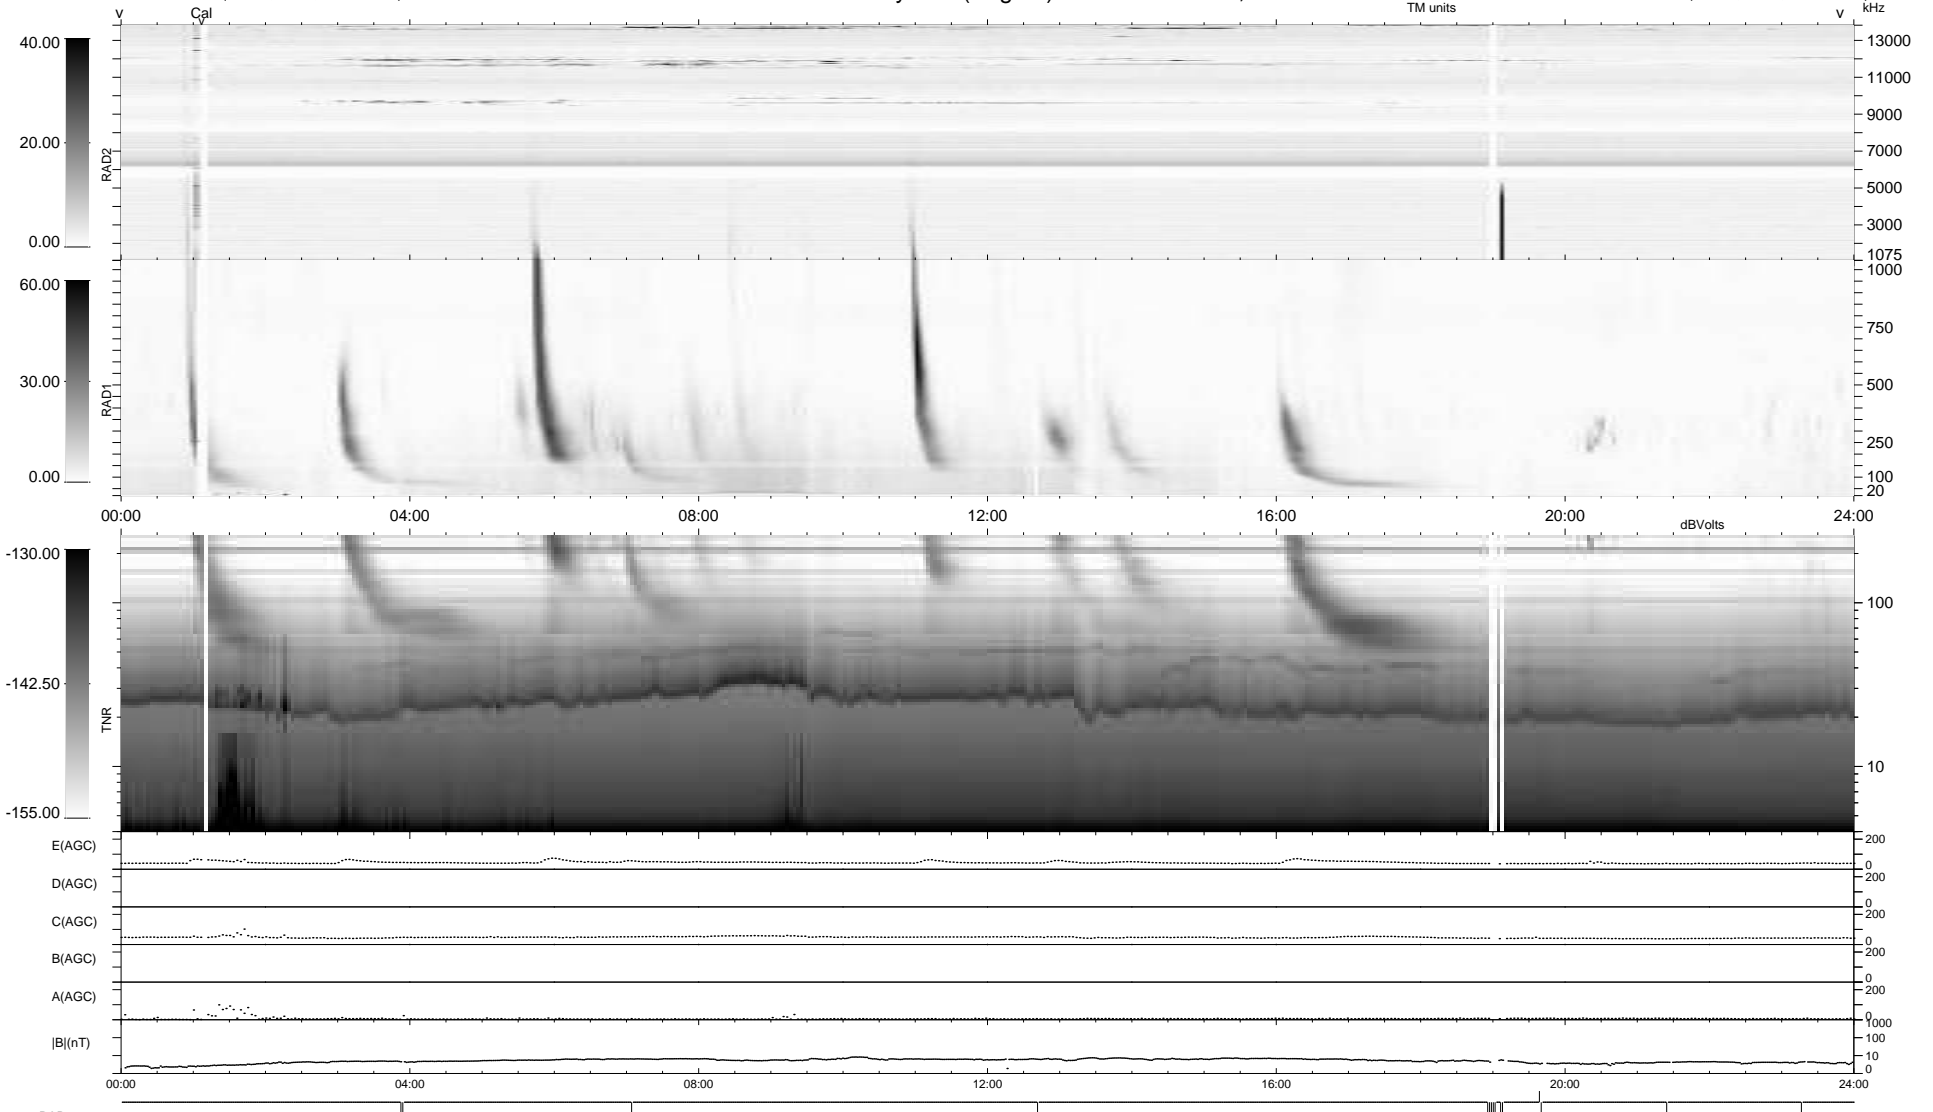 v Cal TM units v kHz
v
40.00
20.00
0.00
RAD2
13000
11000
9000
7000
5000
3000
1075
60.00
30.00
0.00
RAD1
1000
750
500
250
100
20
00:00 04:00 08:00 12:00 16:00 20:00 24:00
dBVolts
-130.00
-142.50
-155.00
TNR
100
10
E(AGC) 200
0
D(AGC) 200
0
C(AGC) 200
0
B(AGC) 200
0
A(AGC) 200
0
|B|(nT) 1000
100
10
0
00:00 04:00 08:00 12:00 16:00 20:00 24:00